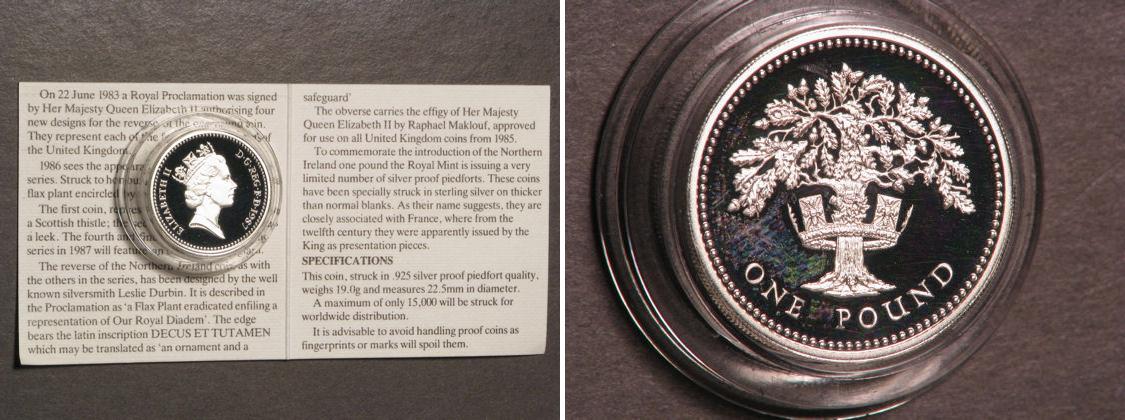 On 22 June 1983 a Royal Proclamation was signed
by Her Majesty Queen Elizabeth II authorising four
new designs for the reverse of the one pound coin.
They represent each of the of
the United Kingdom.
1986 sees the appearance
series. Struck to
flax plant encircled by
The first coin,
a Scottish thistle; the
a leek. The fourth and
series in 1987 will feature an
The reverse of the Northern Ireland coin, as with
the others in the series, has been designed by the well
known silversmith Leslie Durbin. It is described in
the Proclamation as 'a Flax Plant eradicated enfiling a
representation of Our Royal Diadem'. The edge
bears the latin inscription DECUS ET TUTAMEN
which may be translated as 'an ornament and a
safeguard'
The obverse carries the effigy of Her Majesty
Queen Elizabeth II by Raphael Maklouf, approved
for use on all United Kingdom coins from 1985.
To commemorate the introduction of the Northern
Ireland one pound the Royal Mint is issuing a very
limited number of silver proof piedforts. These coins
have been specially struck in sterling silver on thicker
than normal blanks. As their name suggests, they are
closely associated with France, where from the
twelfth century they were apparently issued by the
King as presentation pieces.
SPECIFICATIONS
This coin, struck in .925 silver proof piedfort quality,
weighs 19.0g and measures 22.5mm in diameter.
A maximum of only 15,000 will be struck for
worldwide distribution.
It is advisable to avoid handling proof coins as
fingerprints or marks will spoil them.
ELIZABETH II D·G·REG·F·D·1987
ONE POUND